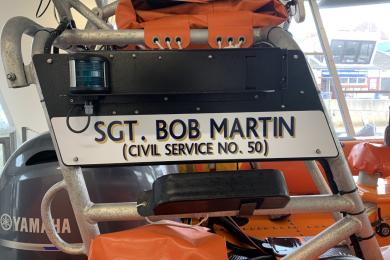 SGT. BOB MARTIN
(CIVIL SERVICE NO. 50)
YAMAHA